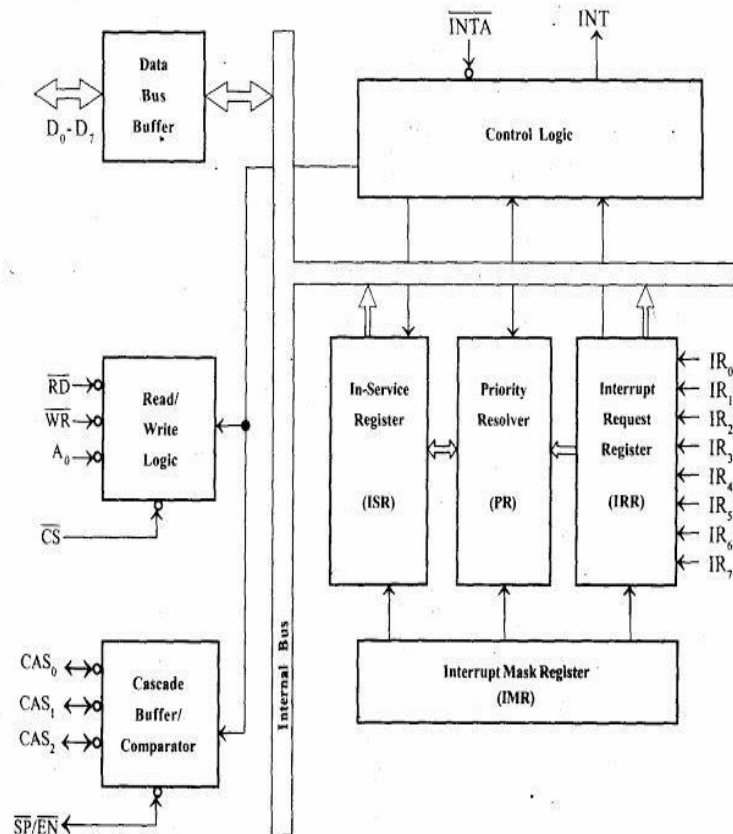 INTA
INT
Data
Bus
Buffer
D0-D7
Control Logic
RD
WR
A0
Read/
Write
Logic
CS
In-Service
Register
(ISR)
Priority
Resolver
(PR)
Interrupt
Request
Register
(IRR)
IR0
IR1
IR2
IR3
IR4
IR5
IR6
IR7
Internal Bus
Interrupt Mask Register
(IMR)
CAS0
CAS1
CAS2
Cascade
Buffer/
Comparator
SP/EN